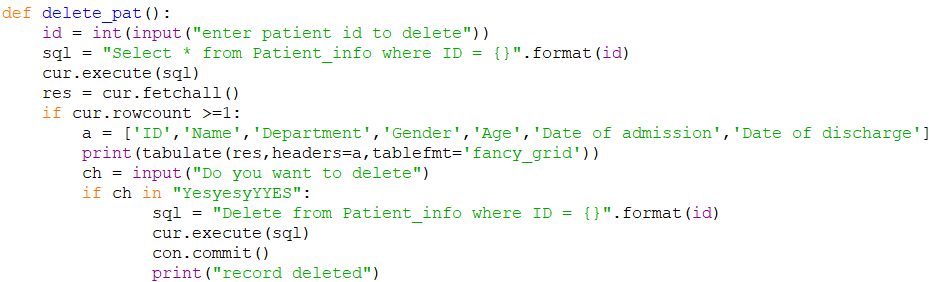 def delete_pat():
    id = int(input("enter patient id to delete"))
    sql = "Select * from Patient_info where ID = {}".format(id)
    cur.execute(sql)
    res = cur.fetchall()
    if cur.rowcount >=1:
        a = ['ID','Name','Department','Gender','Age','Date of admission','Date of discharge']
        print(tabulate(res,headers=a,tablefmt='fancy_grid'))
        ch = input("Do you want to delete")
        if ch in "YesyesyYYES":
               sql = "Delete from Patient_info where ID = {}".format(id)
               cur.execute(sql)
               con.commit()
               print("record deleted")